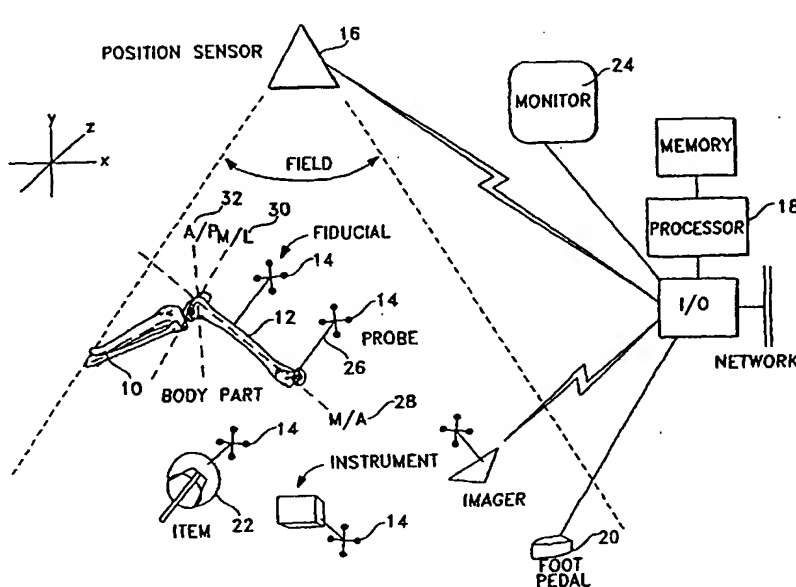 POSITION SENSOR
16
24
MONITOR
y
z
x
MEMORY
FIELD
18
PROCESSOR
32
30
A/P
M/L
FIDUCIAL
14
14
12
I/O
PROBE
26
NETWORK
10
BODY PART
M/A
28
14
INSTRUMENT
IMAGER
ITEM
22
14
20
FOOT
PEDAL